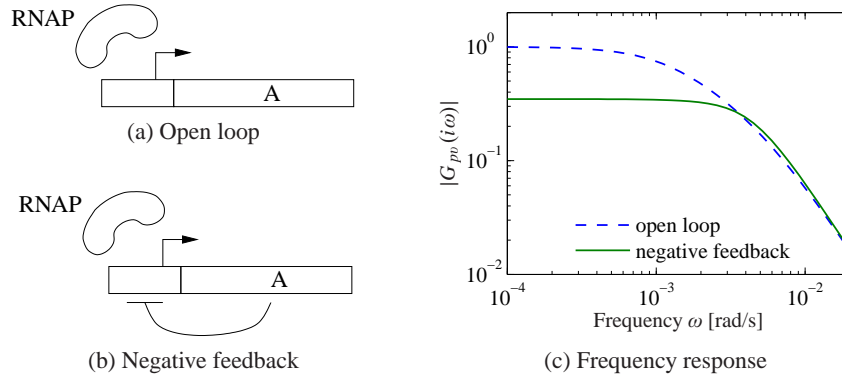 RNAP
A
(a) Open loop
RNAP
A
(b) Negative feedback
|G_pv(iω)|
10^0
10^-1
10^-2
open loop
negative feedback
10^-4
10^-3
10^-2
Frequency ω [rad/s]
(c) Frequency response